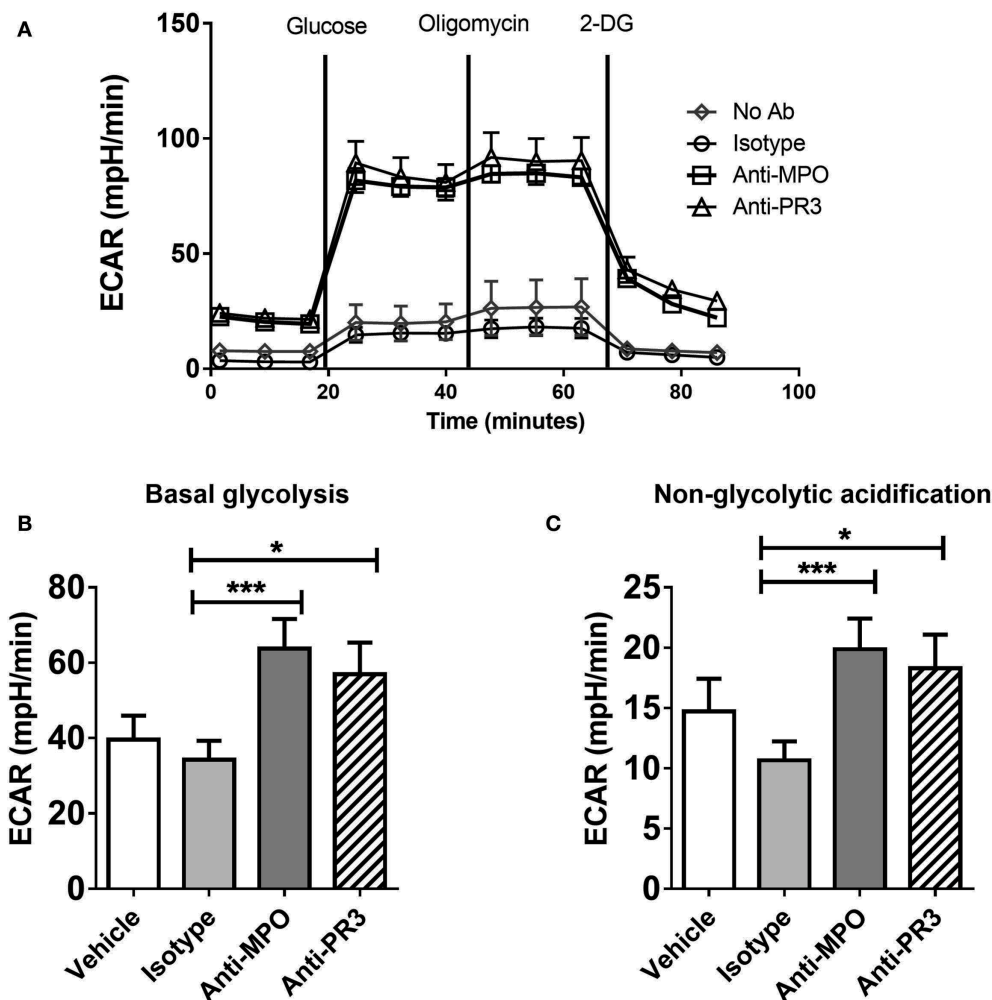 A
150
100
50
0
ECAR (mpH/min)
Glucose
Oligomycin
2-DG
No Ab
Isotype
Anti-MPO
Anti-PR3
0 20 40 60 80 100
Time (minutes)
B
Basal glycolysis
*
***
80
60
40
20
0
ECAR (mpH/min)
Vehicle
Isotype
Anti-MPO
Anti-PR3
C
Non-glycolytic acidification
*
***
25
20
15
10
5
0
ECAR (mpH/min)
Vehicle
Isotype
Anti-MPO
Anti-PR3